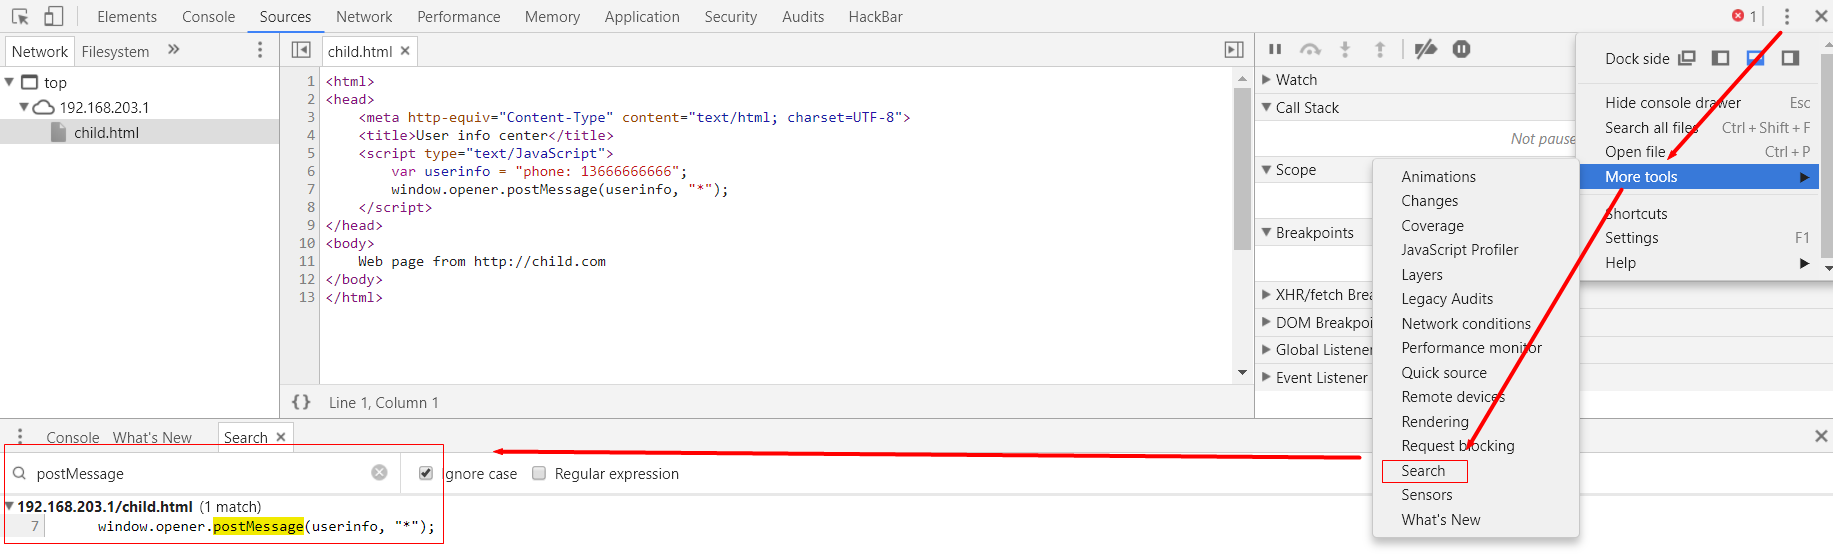 Elements Console Sources Network Performance Memory Application Security Audits HackBar 1
Network Filesystem »
child.html
top
192.168.203.1
child.html
1 <html>
2 <head>
3 <meta http-equiv="Content-Type" content="text/html; charset=UTF-8">
4 <title>User info center</title>
5 <script type="text/JavaScript">
6 var userinfo = "phone: 13666666666";
7 window.opener.postMessage(userinfo, "*");
8 </script>
9 </head>
10 <body>
11 Web page from http://child.com
12 </body>
13 </html>
{} Line 1, Column 1
Watch
Call Stack
Not pause
Scope
Breakpoints
XHR/fetch Brea
DOM Breakpoi
Global Listener
Event Listener
Dock side
Hide console drawer Esc
Search all files Ctrl + Shift + F
Open file Ctrl + P
More tools
Shortcuts
Settings F1
Help
Animations
Changes
Coverage
JavaScript Profiler
Layers
Legacy Audits
Network conditions
Performance monitor
Quick source
Remote devices
Rendering
Request blocking
Search
Sensors
What's New
Console What's New Search
postMessage
Ignore case Regular expression
192.168.203.1/child.html (1 match)
7 window.opener.postMessage(userinfo, "*");